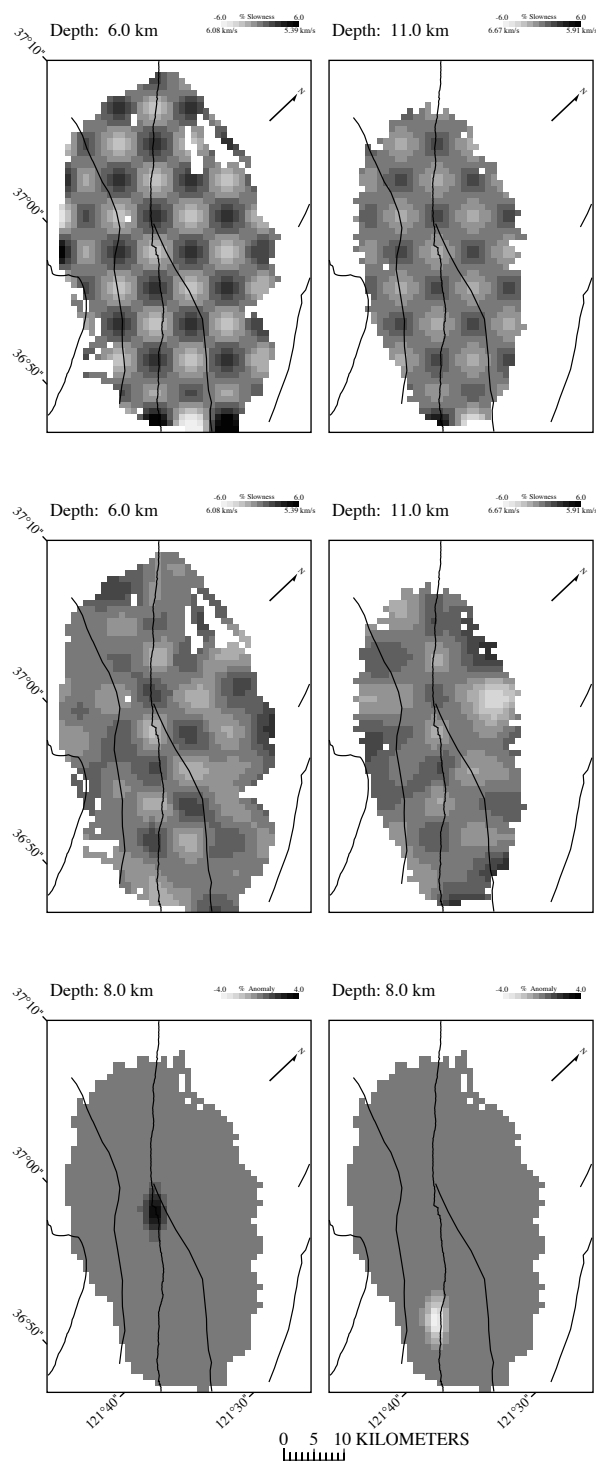 Depth: 6.0 km
-6.0 % Slowness 6.0
6.08 km/s 5.39 km/s
Depth: 11.0 km
-6.0 % Slowness 6.0
6.67 km/s 5.91 km/s
37°10"
N
N
37°00"
36°50"
Depth: 6.0 km
-6.0 % Slowness 6.0
6.08 km/s 5.39 km/s
Depth: 11.0 km
-6.0 % Slowness 6.0
6.67 km/s 5.91 km/s
37°10"
N
N
37°00"
36°50"
Depth: 8.0 km
-4.0 % Anomaly 4.0
Depth: 8.0 km
-4.0 % Anomaly 4.0
37°10"
N
N
37°00"
36°50"
121°40"
121°30"
121°40"
121°30"
0 5 10 KILOMETERS